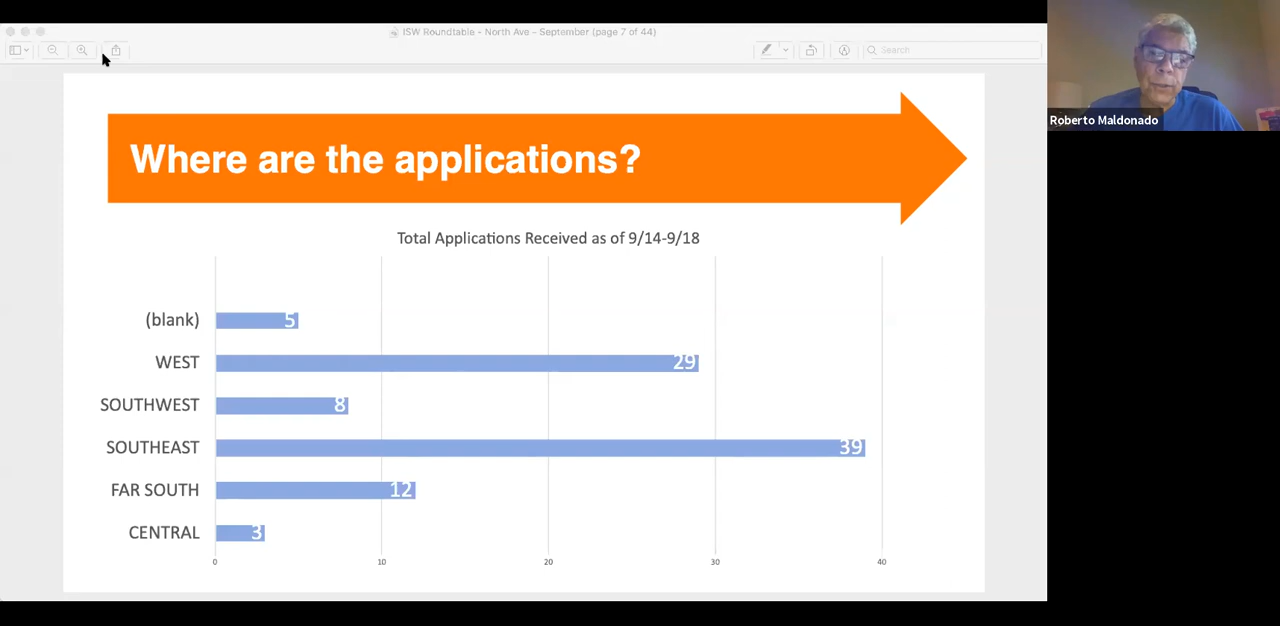 ISW Roundtable - North Ave – September (page 7 of 44)
Search
Roberto Maldonado
Where are the applications?
Total Applications Received as of 9/14-9/18
(blank)
5
WEST
29
SOUTHWEST
8
SOUTHEAST
39
FAR SOUTH
12
CENTRAL
3
0
10
20
30
40